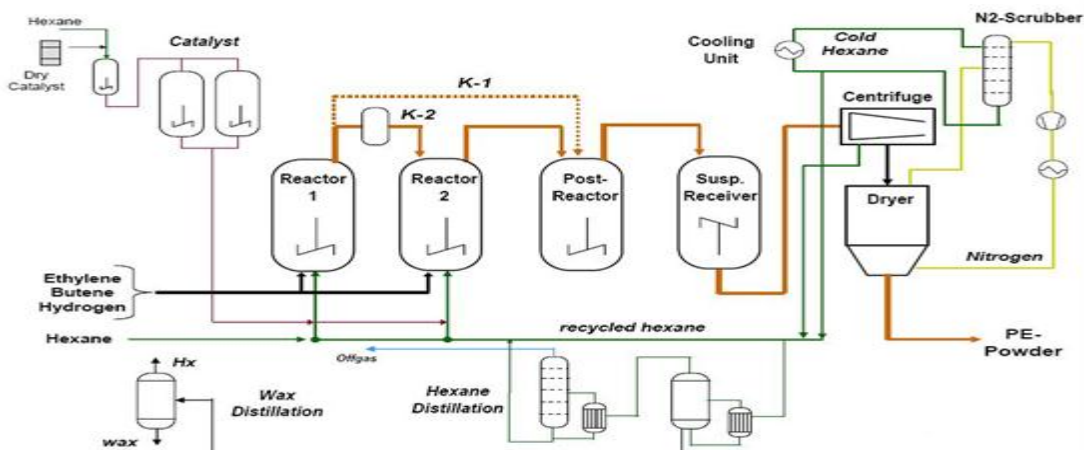 N2-Scrubber
Hexane
Catalyst
Cold
Hexane
Cooling
Unit
Dry
Catalyst
K-1
Centrifuge
K-2
Reactor
1
Reactor
2
Post-
Reactor
Susp.
Receiver
Dryer
Nitrogen
Ethylene
Butene
Hydrogen
Hexane
recycled hexane
PE-
Powder
Offgas
Hx
Wax
Distillation
Hexane
Distillation
wax